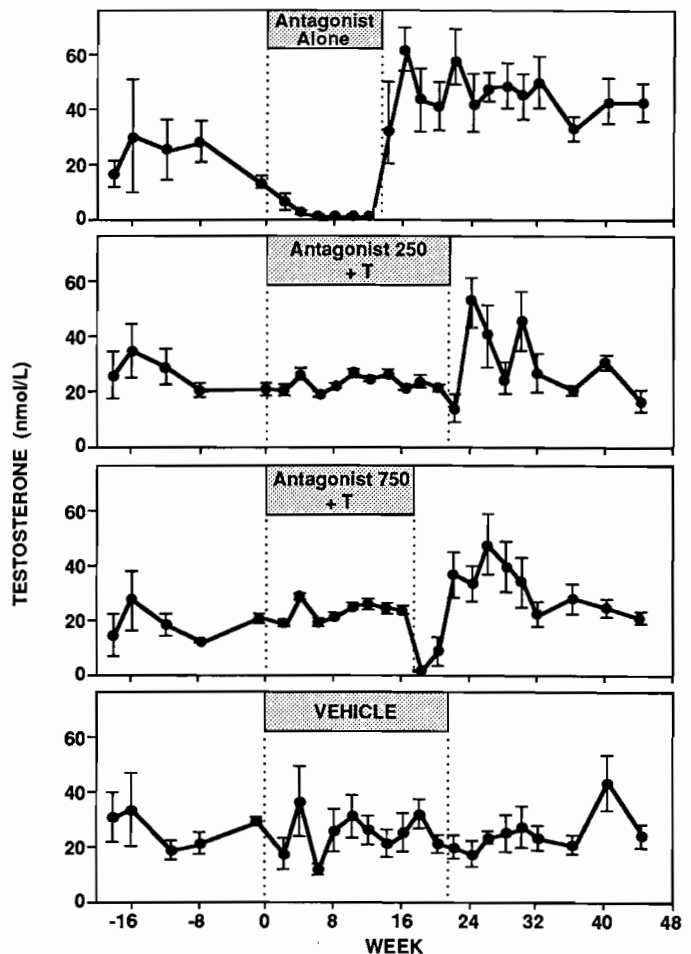 Antagonist
Alone
60
40
20
0
Antagonist 250
+ T
60
40
20
0
Antagonist 750
+ T
60
40
20
0
VEHICLE
60
40
20
0
TESTOSTERONE (nmol/L)
-16 -8 0 8 16 24 32 40 48
WEEK